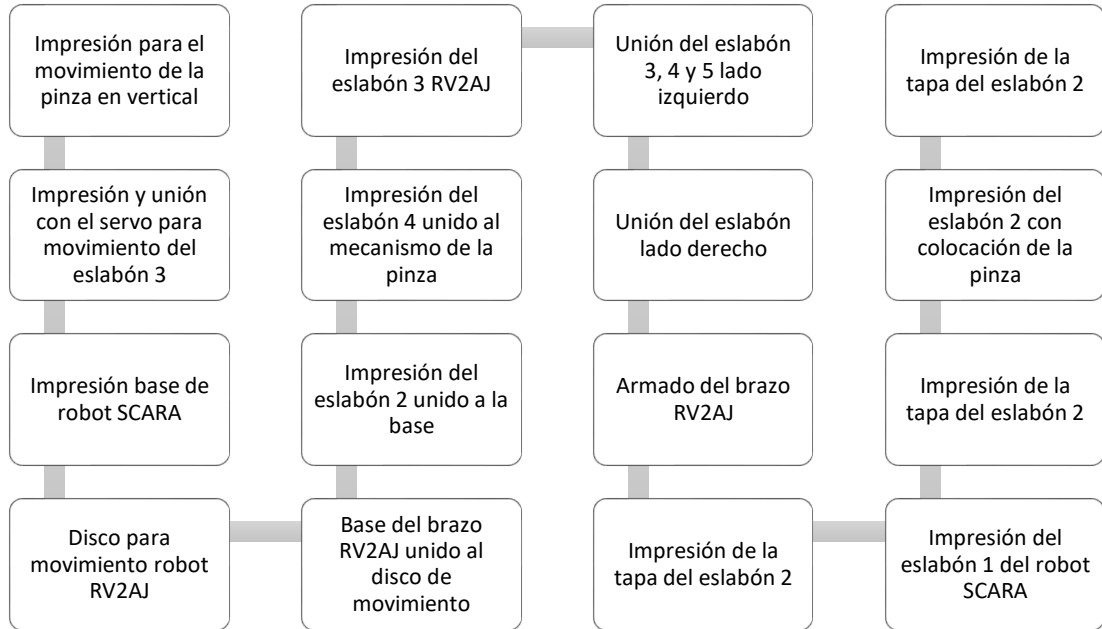 Impresión para el
movimiento de la
pinza en vertical
Impresión y unión
con el servo para
movimiento del
eslabón 3
Impresión base de
robot SCARA
Disco para
movimiento robot
RV2AJ
Base del brazo
RV2AJ unido al
disco de
movimiento
Impresión del
eslabón 2 unido a la
base
Impresión del
eslabón 4 unido al
mecanismo de la
pinza
Impresión del
eslabón 3 RV2AJ
Unión del eslabón
3, 4 y 5 lado
izquierdo
Unión del eslabón
lado derecho
Armado del brazo
RV2AJ
Impresión de la
tapa del eslabón 2
Impresión del
eslabón 1 del robot
SCARA
Impresión de la
tapa del eslabón 2
Impresión del
eslabón 2 con
colocación de la
pinza
Impresión de la
tapa del eslabón 2